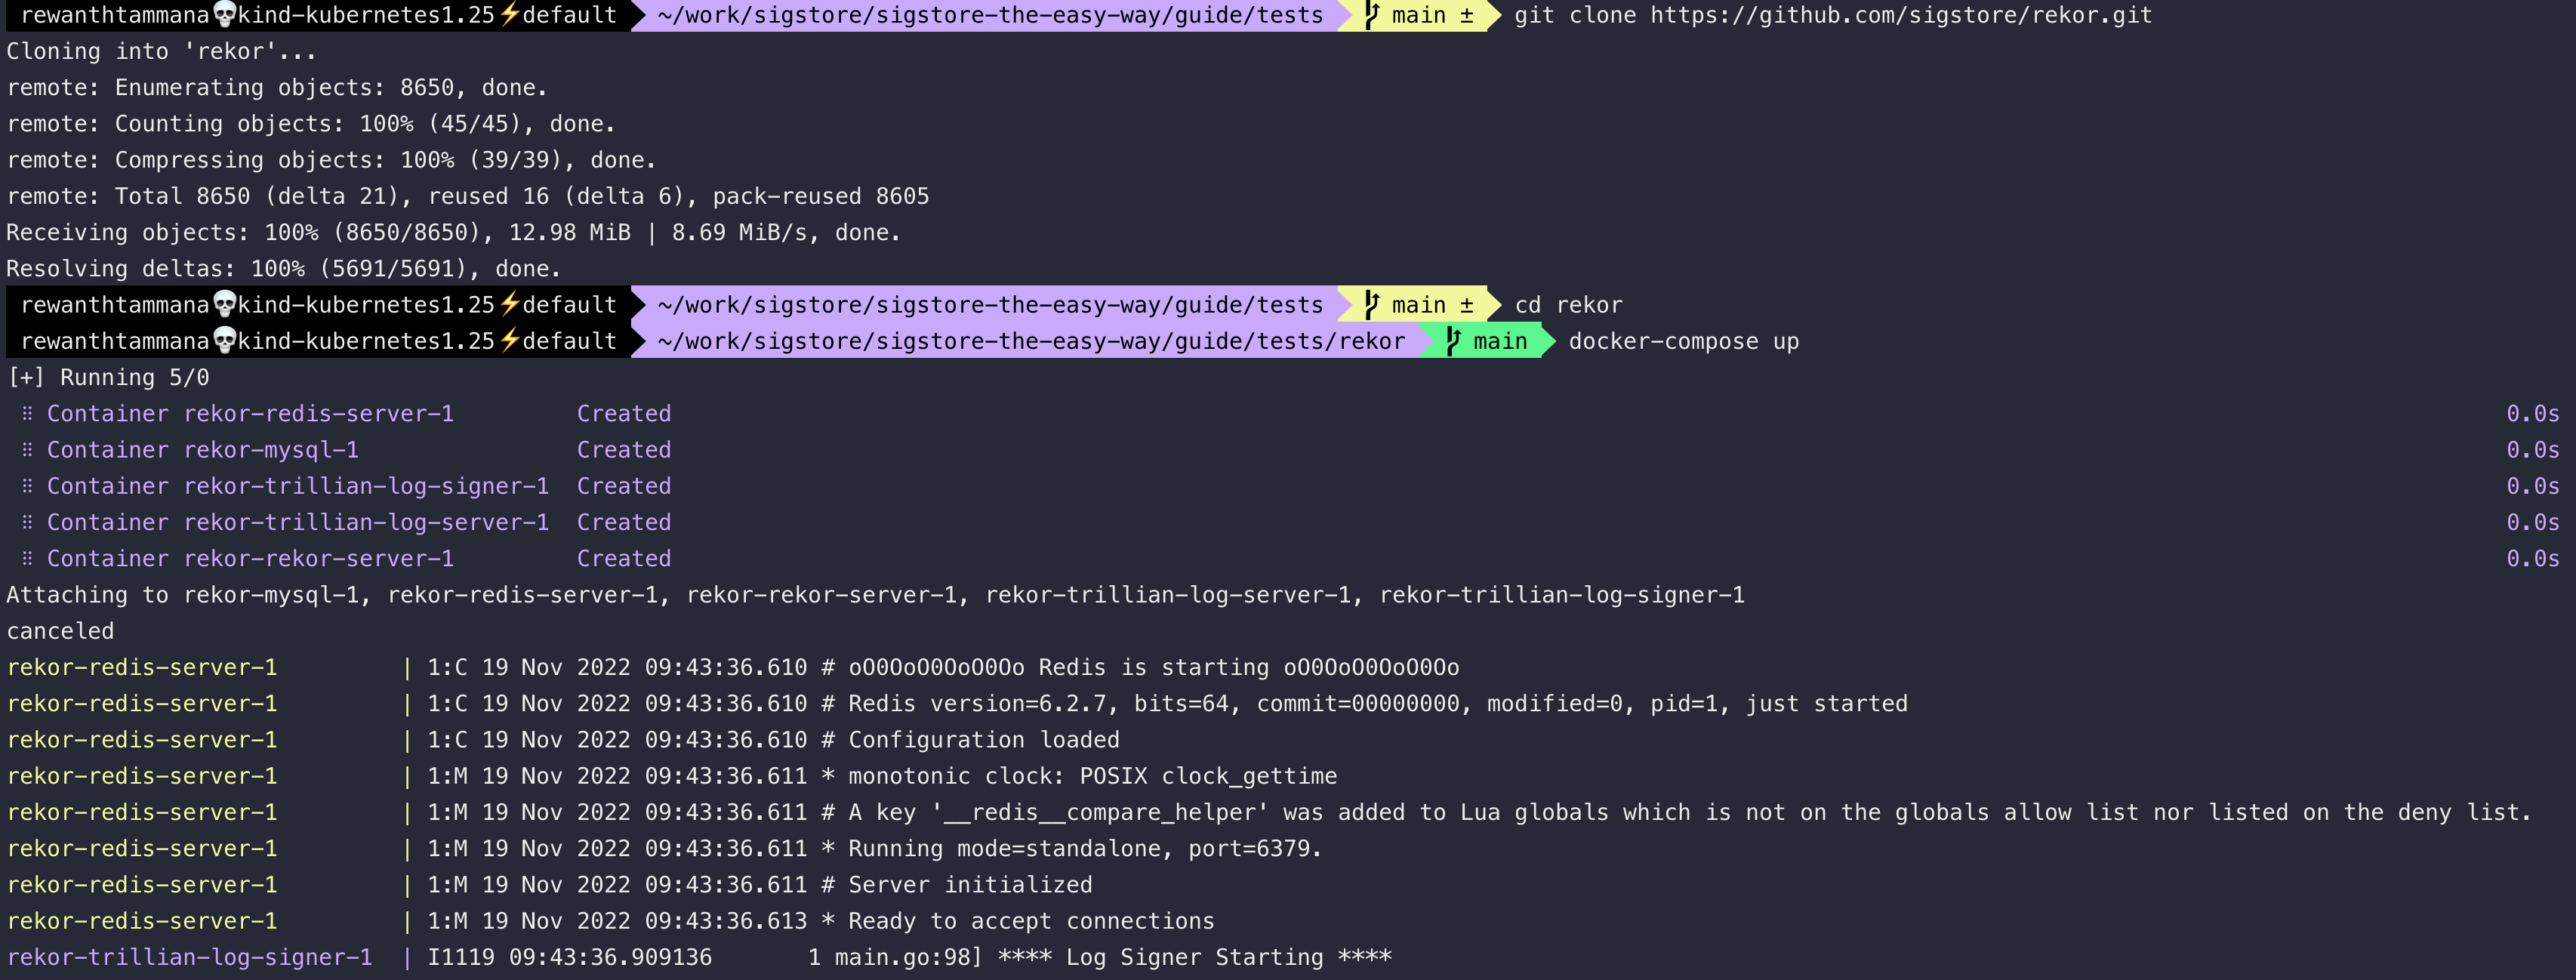 rewanthtammana💀kind-kubernetes1.25⚡default ~/work/sigstore/sigstore-the-easy-way/guide/tests main ± git clone https://github.com/sigstore/rekor.git
Cloning into 'rekor'...
remote: Enumerating objects: 8650, done.
remote: Counting objects: 100% (45/45), done.
remote: Compressing objects: 100% (39/39), done.
remote: Total 8650 (delta 21), reused 16 (delta 6), pack-reused 8605
Receiving objects: 100% (8650/8650), 12.98 MiB | 8.69 MiB/s, done.
Resolving deltas: 100% (5691/5691), done.
rewanthtammana💀kind-kubernetes1.25⚡default ~/work/sigstore/sigstore-the-easy-way/guide/tests main ± cd rekor
rewanthtammana💀kind-kubernetes1.25⚡default ~/work/sigstore/sigstore-the-easy-way/guide/tests/rekor main docker-compose up
[+] Running 5/0
⠿ Container rekor-redis-server-1 Created 0.0s
⠿ Container rekor-mysql-1 Created 0.0s
⠿ Container rekor-trillian-log-signer-1 Created 0.0s
⠿ Container rekor-trillian-log-server-1 Created 0.0s
⠿ Container rekor-rekor-server-1 Created 0.0s
Attaching to rekor-mysql-1, rekor-redis-server-1, rekor-rekor-server-1, rekor-trillian-log-server-1, rekor-trillian-log-signer-1
canceled
rekor-redis-server-1 | 1:C 19 Nov 2022 09:43:36.610 # oO0OoO0OoO0Oo Redis is starting oO0OoO0OoO0Oo
rekor-redis-server-1 | 1:C 19 Nov 2022 09:43:36.610 # Redis version=6.2.7, bits=64, commit=00000000, modified=0, pid=1, just started
rekor-redis-server-1 | 1:C 19 Nov 2022 09:43:36.610 # Configuration loaded
rekor-redis-server-1 | 1:M 19 Nov 2022 09:43:36.611 * monotonic clock: POSIX clock_gettime
rekor-redis-server-1 | 1:M 19 Nov 2022 09:43:36.611 # A key '__redis__compare_helper' was added to Lua globals which is not on the globals allow list nor listed on the deny list.
rekor-redis-server-1 | 1:M 19 Nov 2022 09:43:36.611 * Running mode=standalone, port=6379.
rekor-redis-server-1 | 1:M 19 Nov 2022 09:43:36.611 # Server initialized
rekor-redis-server-1 | 1:M 19 Nov 2022 09:43:36.613 * Ready to accept connections
rekor-trillian-log-signer-1 | I1119 09:43:36.909136 1 main.go:98] **** Log Signer Starting ****